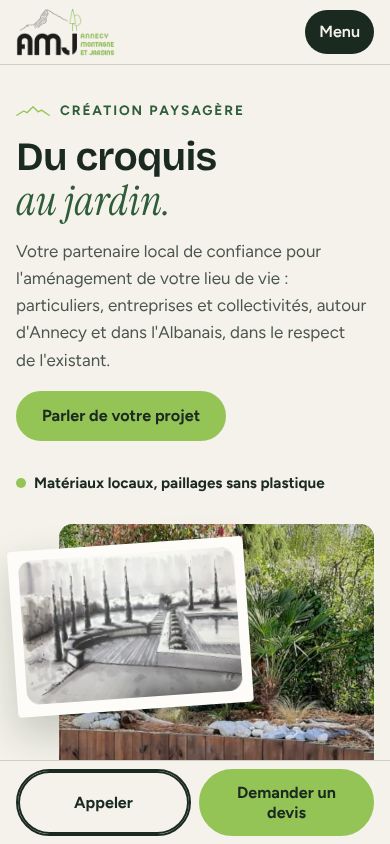 AMJ
ANNECY
MONTAGNE
ET JARDINS
Menu
CRÉATION PAYSAGÈRE
Du croquis
au jardin.
Votre partenaire local de confiance pour
l'aménagement de votre lieu de vie :
particuliers, entreprises et collectivités, autour
d'Annecy et dans l'Albanais, dans le respect
de l'existant.
Parler de votre projet
Matériaux locaux, paillages sans plastique
Appeler
Demander un
devis